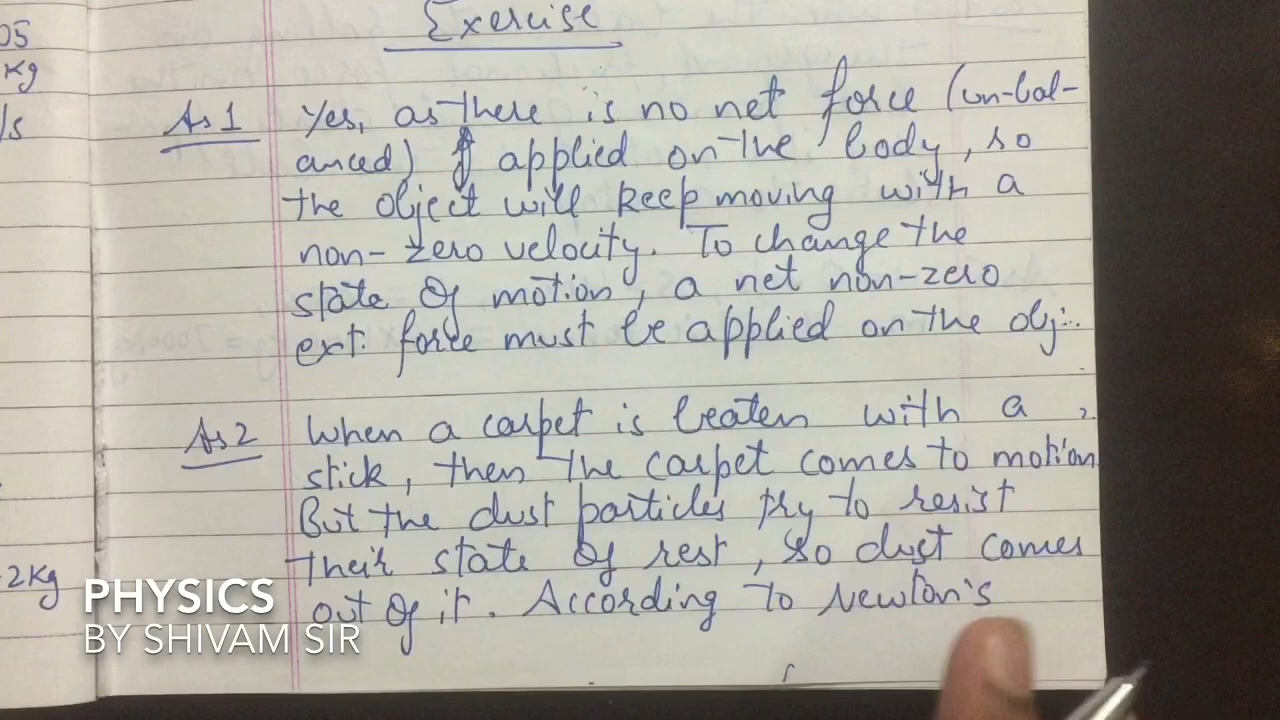 Exercise
05
kg
/s
As 1 Yes, as there is no net force (un-bal-
anced) applied on the body, so
the object will keep moving with a
non-zero velocity. To change the
state of motion, a net non-zero
ext. force must be applied on the obj..
As 2 When a carpet is beaten with a
stick, then the carpet comes to motion
But the dust particles try to resist
their state of rest, so dust comes
out of it. According to Newton's
2kg
PHYSICS
BY SHIVAM SIR